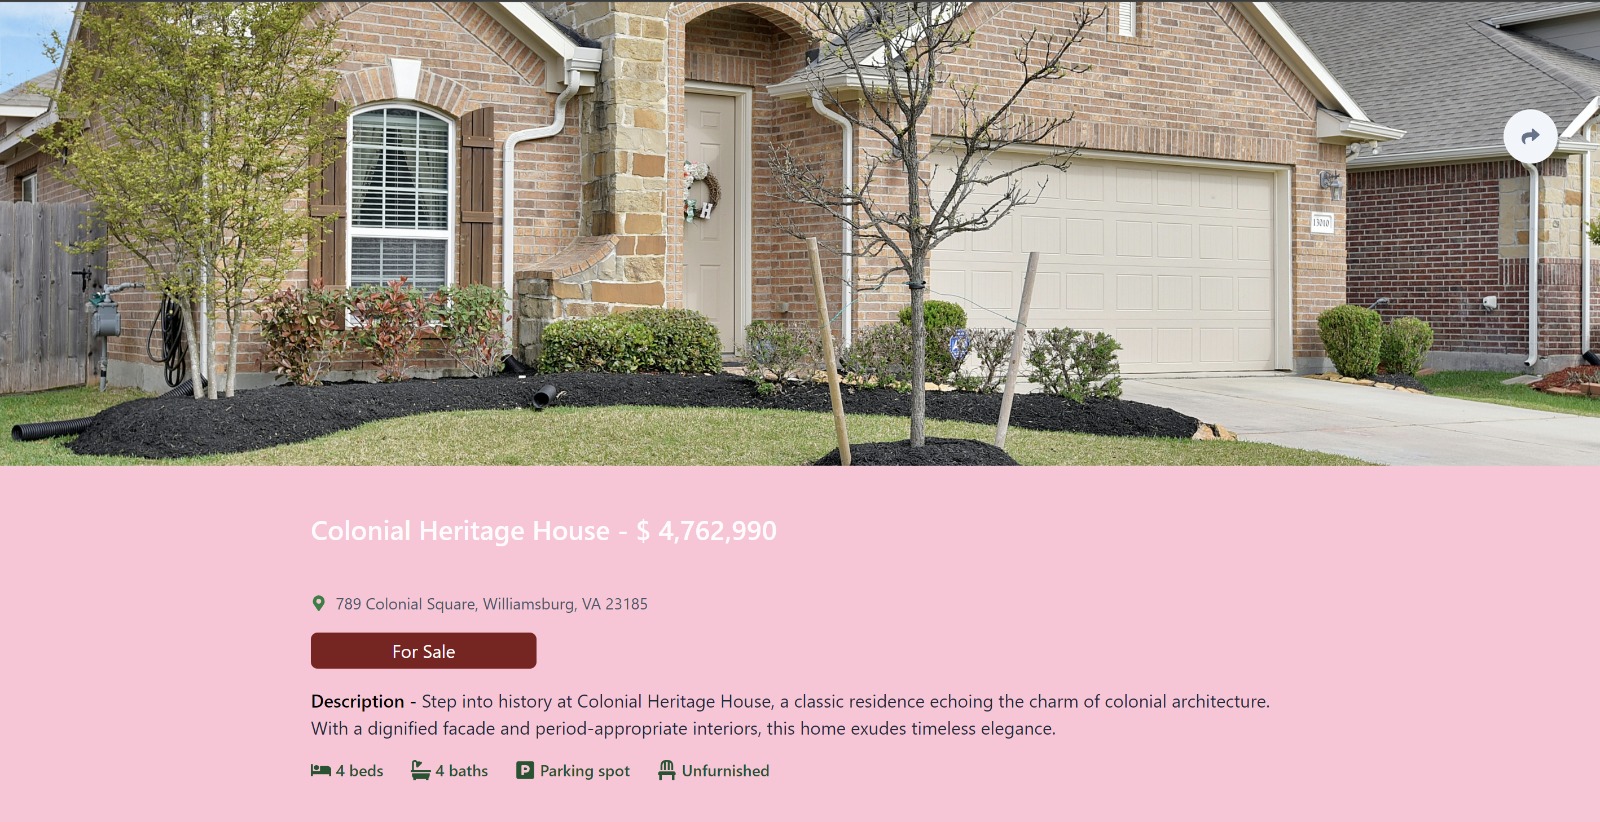 H
13010
Colonial Heritage House - $ 4,762,990
789 Colonial Square, Williamsburg, VA 23185
For Sale
Description - Step into history at Colonial Heritage House, a classic residence echoing the charm of colonial architecture.
With a dignified facade and period-appropriate interiors, this home exudes timeless elegance.
4 beds
4 baths
P
Parking spot
Unfurnished